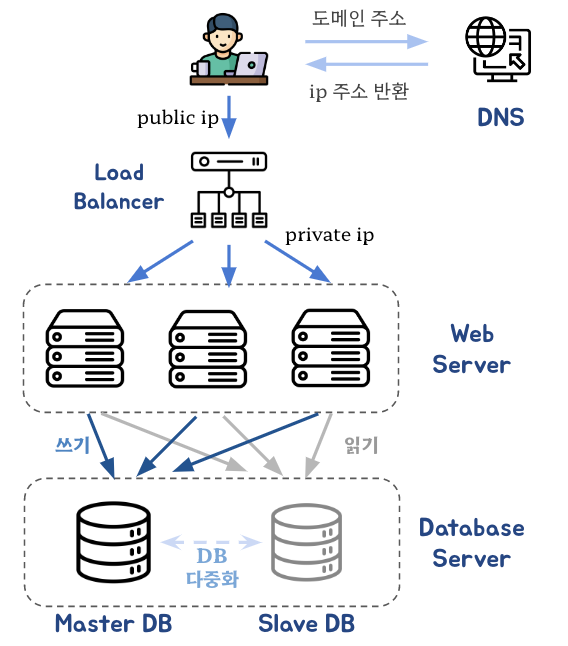 도메인 주소
ip 주소 반환
DNS
public ip
Load
Balancer
private ip
Web
Server
쓰기
읽기
DB
다중화
Database
Server
Master DB
Slave DB